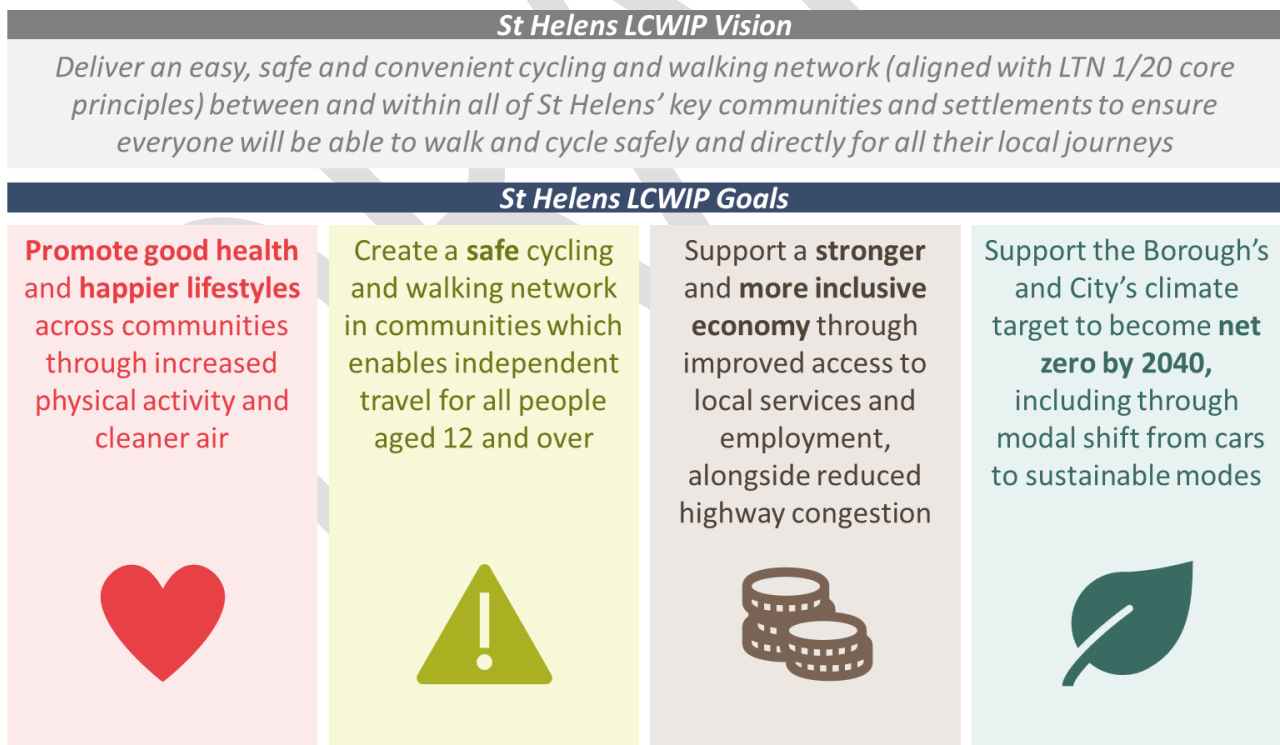 St Helens LCWIP Vision
Deliver an easy, safe and convenient cycling and walking network (aligned with LTN 1/20 core
principles) between and within all of St Helens’ key communities and settlements to ensure
everyone will be able to walk and cycle safely and directly for all their local journeys
St Helens LCWIP Goals
Promote good health
and happier lifestyles
across communities
through increased
physical activity and
cleaner air
Create a safe cycling
and walking network
in communities which
enables independent
travel for all people
aged 12 and over
Support a stronger
and more inclusive
economy through
improved access to
local services and
employment,
alongside reduced
highway congestion
Support the Borough’s
and City’s climate
target to become net
zero by 2040,
including through
modal shift from cars
to sustainable modes